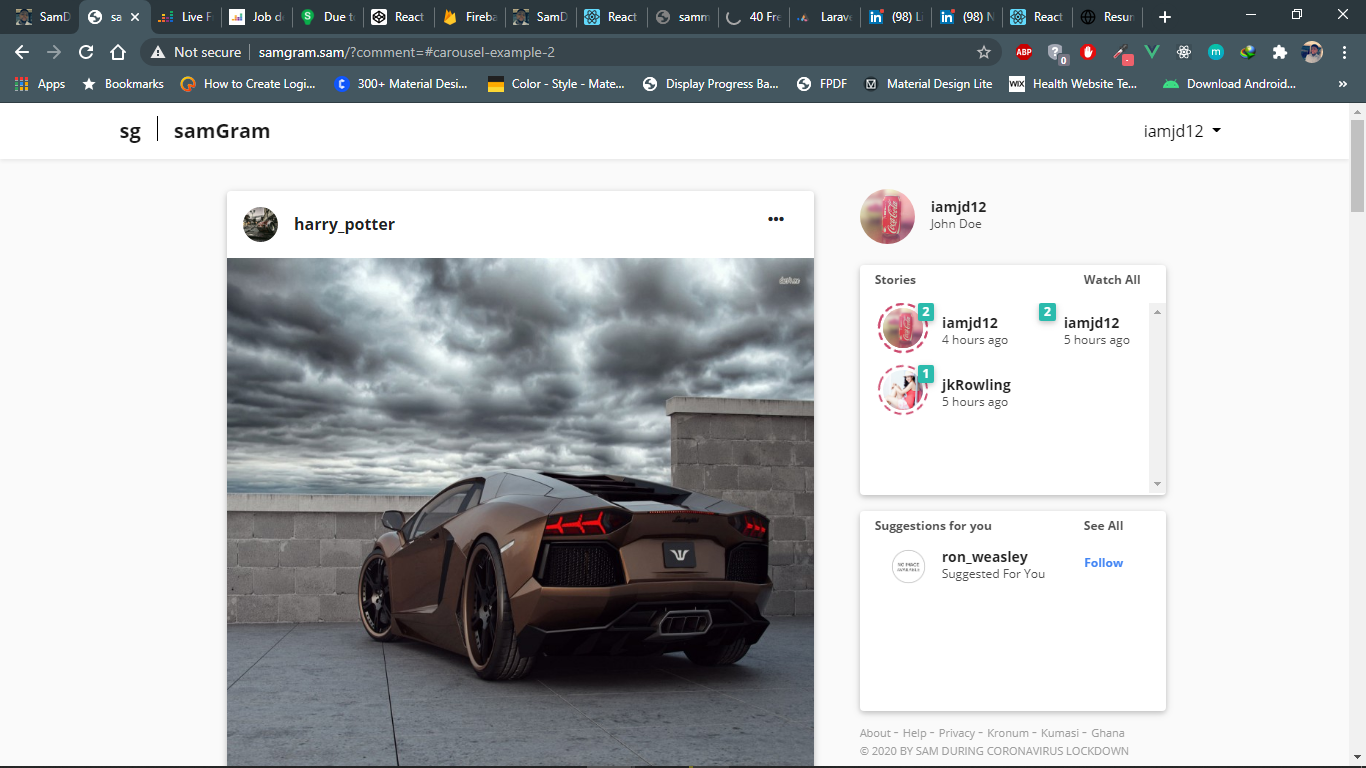 SamD
sa
Live F
Job d
Due t
React
Fireba
SamD
React
samm
40 Fre
Larav
(98) Li
(98) N
React
Resun
Not secure
samgram.sam/?comment=#carousel-example-2
ABP
0
-
m
Apps
Bookmarks
How to Create Logi...
C
300+ Material Desi...
Color - Style - Mate...
Display Progress Ba...
FPDF
Material Design Lite
WIX
Health Website Te...
Download Android...
»
sg
samGram
iamjd12
harry_potter
•••
iamjd12
John Doe
Coca-Cola
Stories
Watch All
2
iamjd12
4 hours ago
2
iamjd12
5 hours ago
1
jkRowling
5 hours ago
Suggestions for you
See All
ron_weasley
Suggested For You
Follow
About - Help - Privacy - Kronum - Kumasi - Ghana
© 2020 BY SAM DURING CORONAVIRUS LOCKDOWN